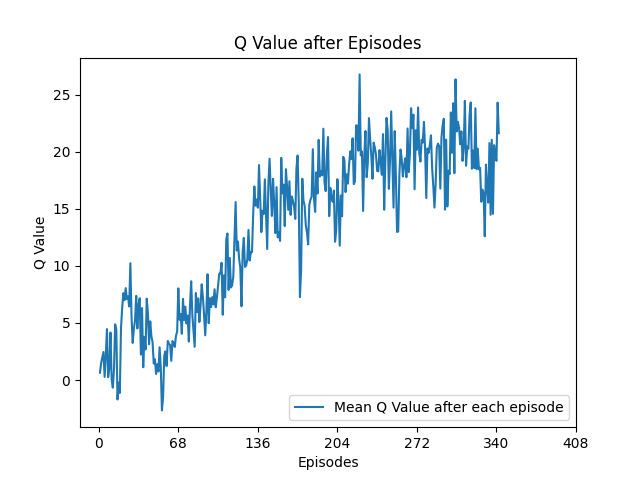 Q Value after Episodes
Q Value
25
20
15
10
5
0
Mean Q Value after each episode
0 68 136 204 272 340 408
Episodes